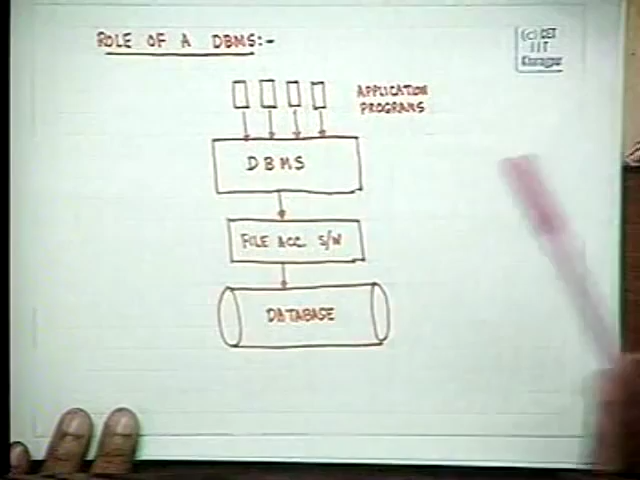 ROLE OF A DBMS:-
(C) CET
IIT
Kharagpur
APPLICATION
PROGRAMS
DBMS
FILE ACC. S/W
DATABASE